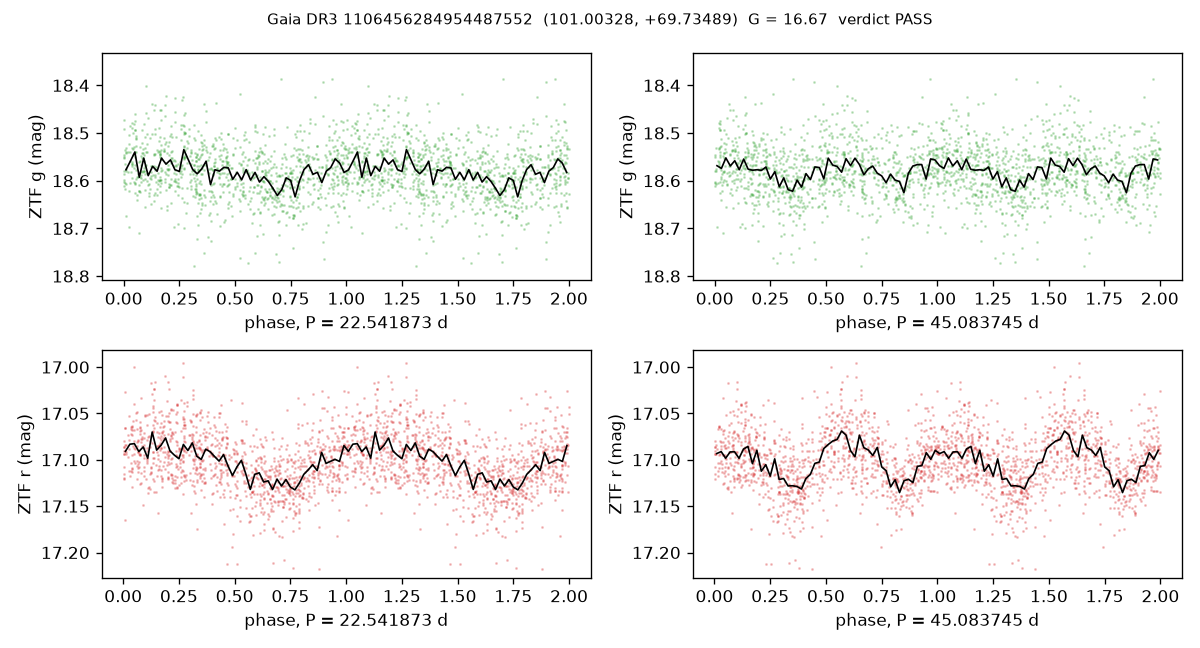 Gaia DR3 1106456284954487552  (101.00328, +69.73489)  G = 16.67  verdict PASS
ZTF g (mag)
18.4
18.5
18.6
18.7
18.8
0.00 0.25 0.50 0.75 1.00 1.25 1.50 1.75 2.00
phase, P = 22.541873 d
ZTF g (mag)
18.4
18.5
18.6
18.7
18.8
0.00 0.25 0.50 0.75 1.00 1.25 1.50 1.75 2.00
phase, P = 45.083745 d
ZTF r (mag)
17.00
17.05
17.10
17.15
17.20
0.00 0.25 0.50 0.75 1.00 1.25 1.50 1.75 2.00
phase, P = 22.541873 d
ZTF r (mag)
17.00
17.05
17.10
17.15
17.20
0.00 0.25 0.50 0.75 1.00 1.25 1.50 1.75 2.00
phase, P = 45.083745 d